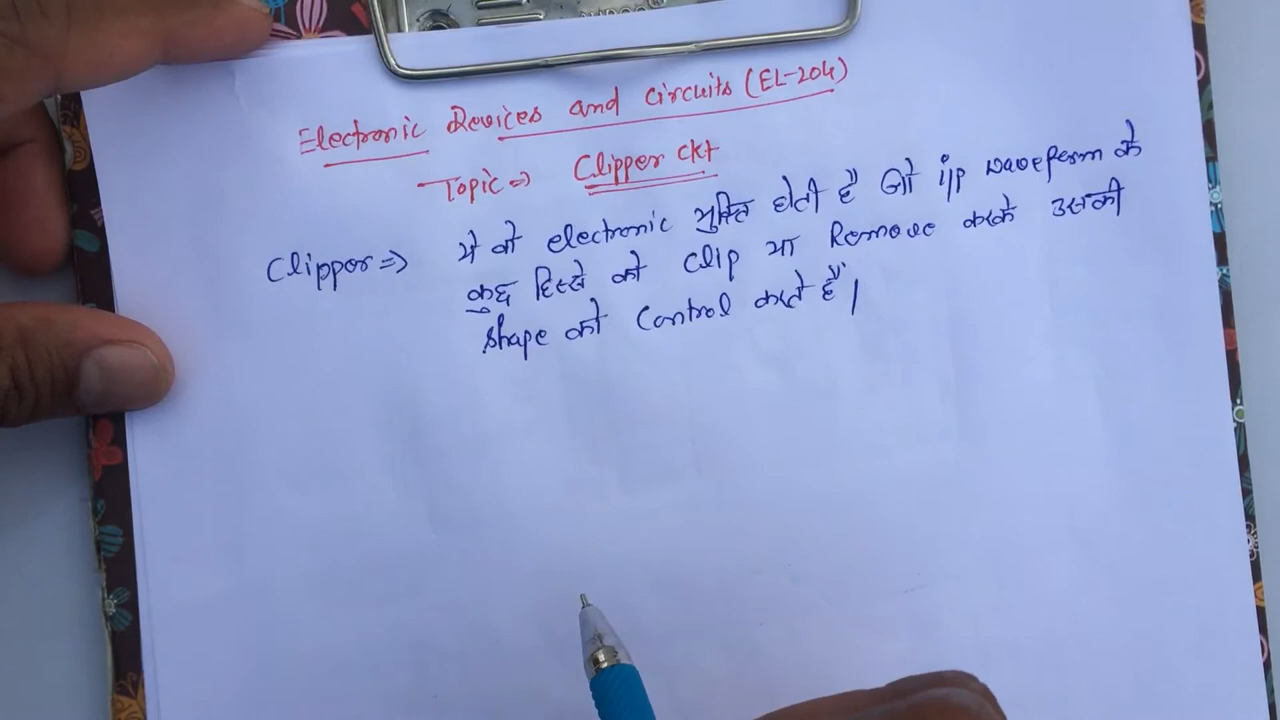 Electronic Devices and Circuits (EL-204)
Topic => Clipper ckt
Clipper => ये वो electronic युक्ति होती है जो i/p waveform के
कुछ हिस्से को clip या Remove करके उसकी
shape को Control करते हैं।